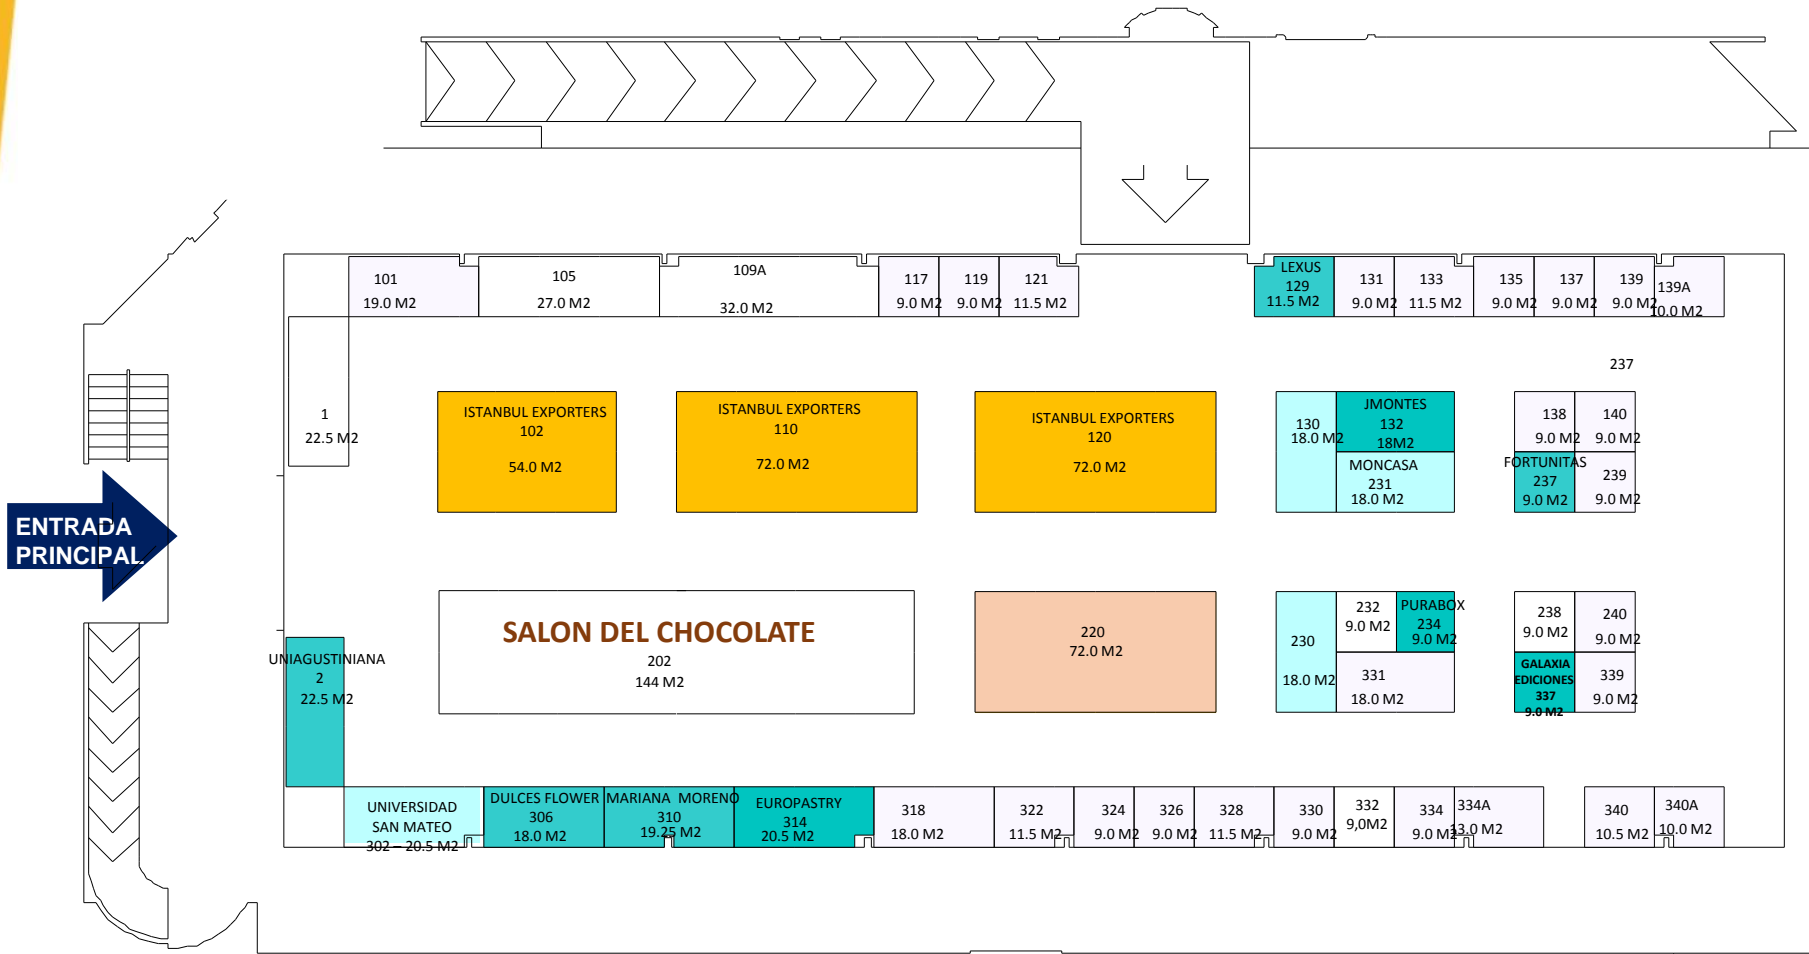 101
19.0 M2
105
27.0 M2
109A
32.0 M2
117
9.0 M2
119
9.0 M2
121
11.5 M2
LEXUS
129
11.5 M2
131
9.0 M2
133
11.5 M2
135
9.0 M2
137
9.0 M2
139
9.0 M2
139A
10.0 M2
237
1
22.5 M2
ISTANBUL EXPORTERS
102
54.0 M2
ISTANBUL EXPORTERS
110
72.0 M2
ISTANBUL EXPORTERS
120
72.0 M2
130
18.0 M2
JMONTES
132
18M2
MONCASA
231
18.0 M2
138
9.0 M2
140
9.0 M2
FORTUNITAS
237
9.0 M2
239
9.0 M2
ENTRADA
PRINCIPAL
SALON DEL CHOCOLATE
202
144 M2
220
72.0 M2
230
18.0 M2
232
9.0 M2
PURABOX
234
9.0 M2
331
18.0 M2
238
9.0 M2
240
9.0 M2
GALAXIA
EDICIONES
337
9.0 M2
339
9.0 M2
UNIAGUSTINIANA
2
22.5 M2
UNIVERSIDAD
SAN MATEO
302 – 20.5 M2
DULCES FLOWER
306
18.0 M2
MARIANA MORENO
310
19.25 M2
EUROPASTRY
314
20.5 M2
318
18.0 M2
322
11.5 M2
324
9.0 M2
326
9.0 M2
328
11.5 M2
330
9.0 M2
332
9,0M2
334
9.0 M2
334A
13.0 M2
340
10.5 M2
340A
10.0 M2